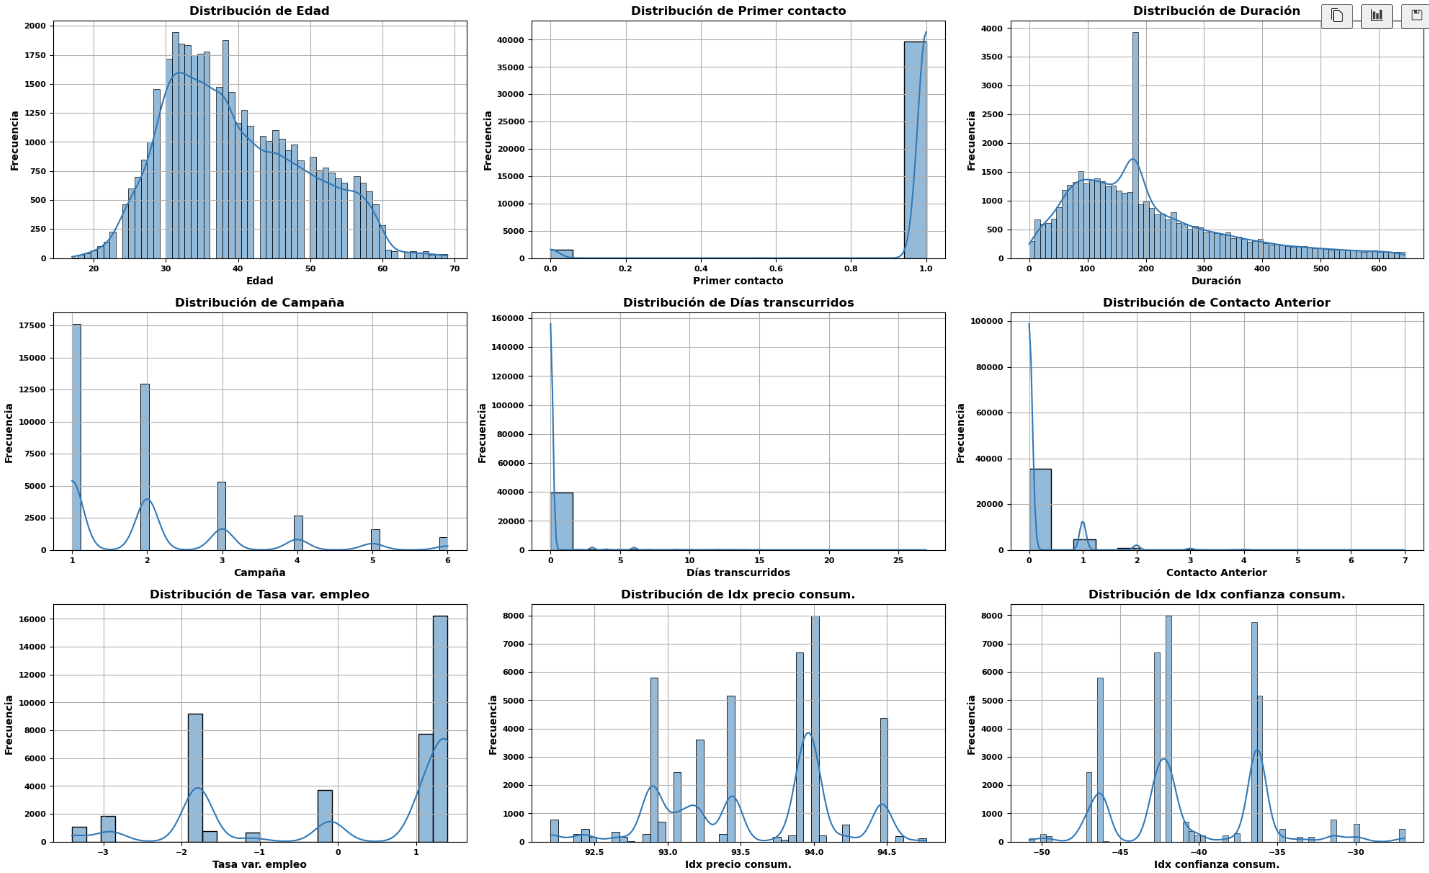 Distribución de Edad
Frecuencia
2000
1750
1500
1250
1000
750
500
250
0
20 30 40 50 60 70
Edad
Distribución de Primer contacto
Frecuencia
40000
35000
30000
25000
20000
15000
10000
5000
0
0.0 0.2 0.4 0.6 0.8 1.0
Primer contacto
Distribución de Duración
Frecuencia
4000
3500
3000
2500
2000
1500
1000
500
0
0 100 200 300 400 500 600
Duración
Distribución de Campaña
Frecuencia
17500
15000
12500
10000
7500
5000
2500
0
1 2 3 4 5 6
Campaña
Distribución de Días transcurridos
Frecuencia
160000
140000
120000
100000
80000
60000
40000
20000
0
0 5 10 15 20 25
Días transcurridos
Distribución de Contacto Anterior
Frecuencia
100000
80000
60000
40000
20000
0
0 1 2 3 4 5 6 7
Contacto Anterior
Distribución de Tasa var. empleo
Frecuencia
16000
14000
12000
10000
8000
6000
4000
2000
0
−3 −2 −1 0 1
Tasa var. empleo
Distribución de Idx precio consum.
Frecuencia
8000
7000
6000
5000
4000
3000
2000
1000
0
92.5 93.0 93.5 94.0 94.5
Idx precio consum.
Distribución de Idx confianza consum.
Frecuencia
8000
7000
6000
5000
4000
3000
2000
1000
0
−50 −45 −40 −35 −30
Idx confianza consum.